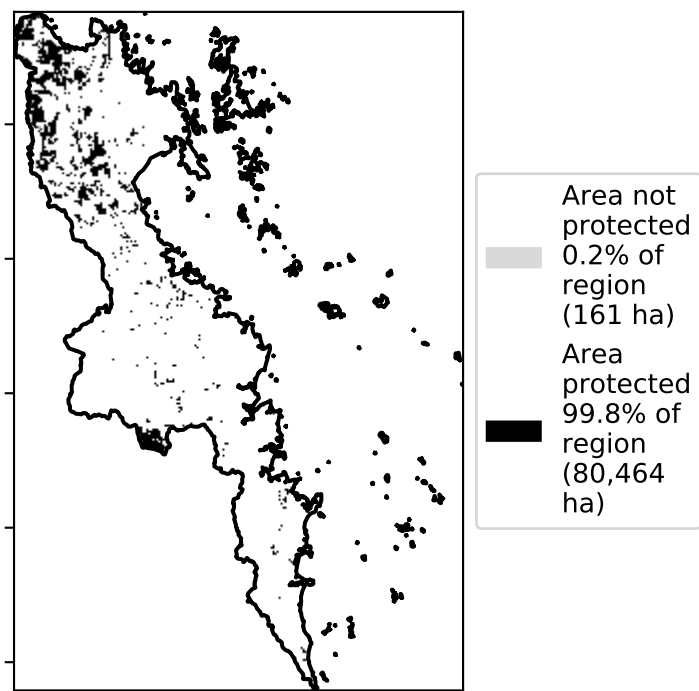 Area not
protected
0.2% of
region
(161 ha)
Area
protected
99.8% of
region
(80,464
ha)